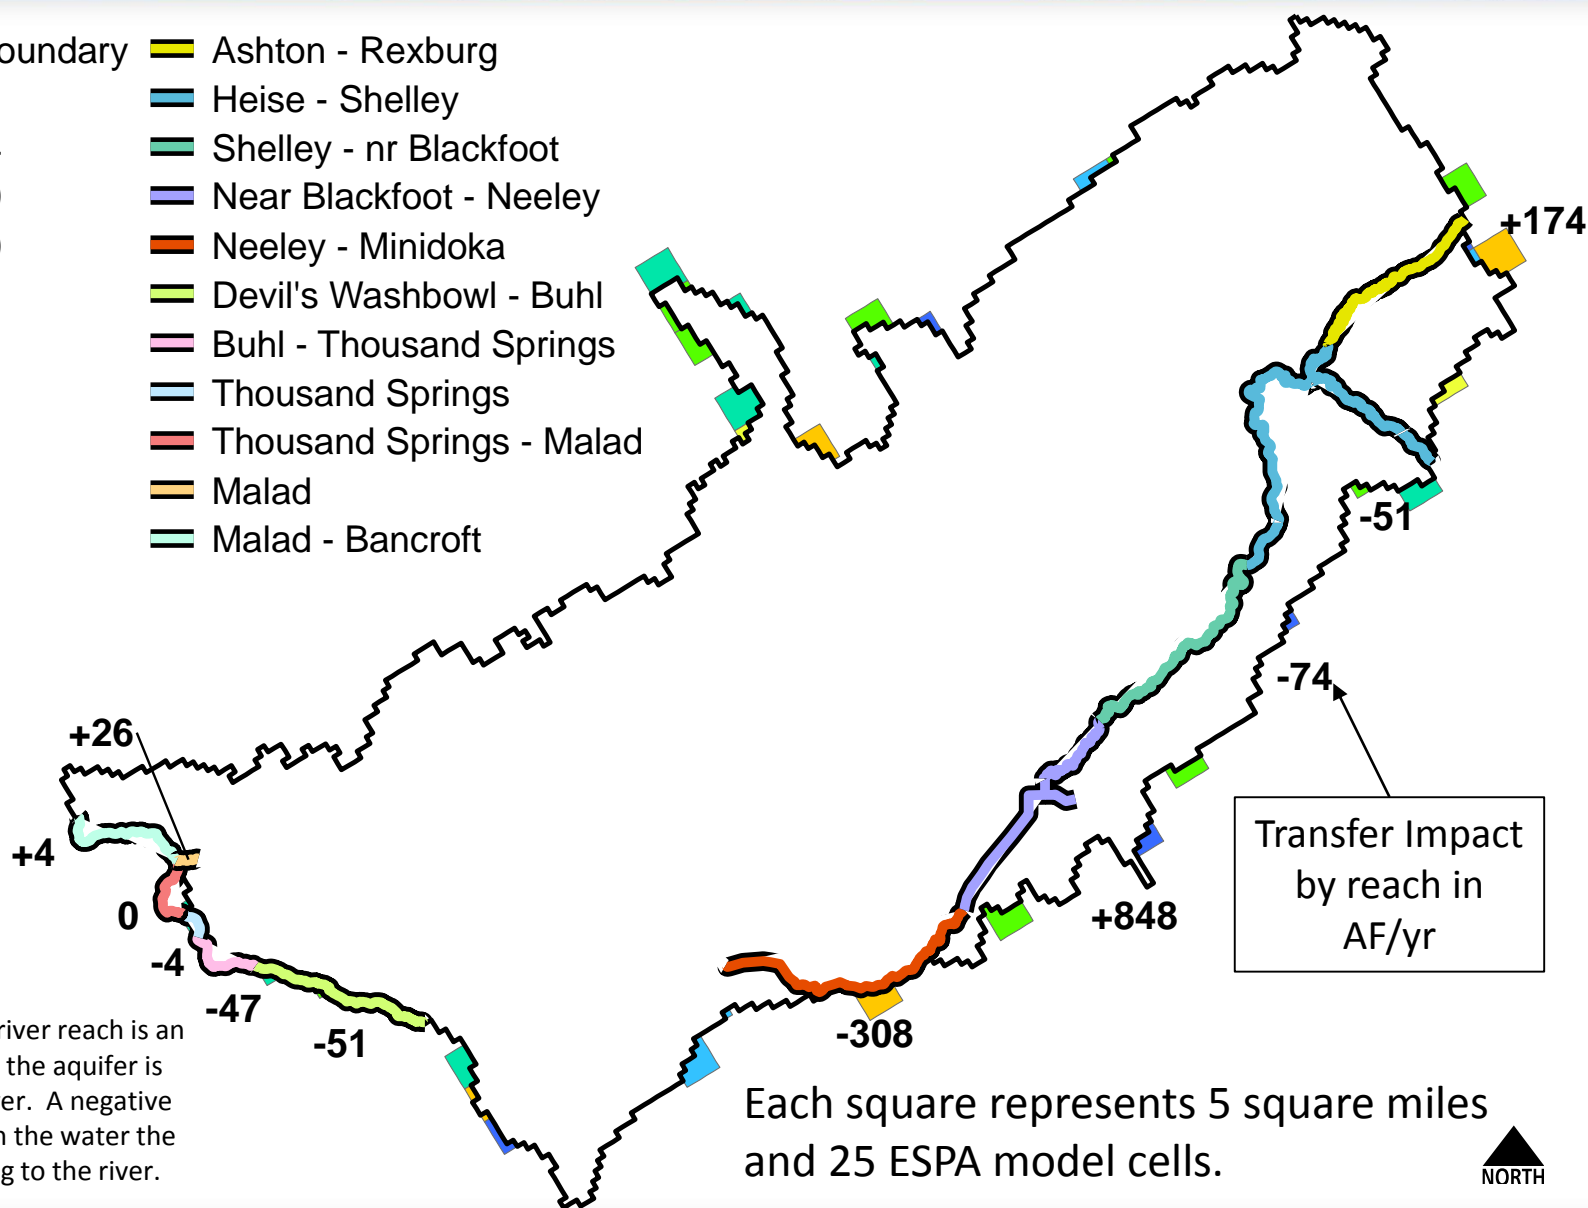 oundary
Ashton - Rexburg
Heise - Shelley
Shelley - nr Blackfoot
Near Blackfoot - Neeley
Neeley - Minidoka
Devil's Washbowl - Buhl
Buhl - Thousand Springs
Thousand Springs
Thousand Springs - Malad
Malad
Malad - Bancroft
+174
-51
-74
+26
+4
0
-4
-47
-51
-308
+848
Transfer Impact
by reach in
AF/yr
river reach is an
the aquifer is
er. A negative
n the water the
g to the river.
Each square represents 5 square miles
and 25 ESPA model cells.
NORTH